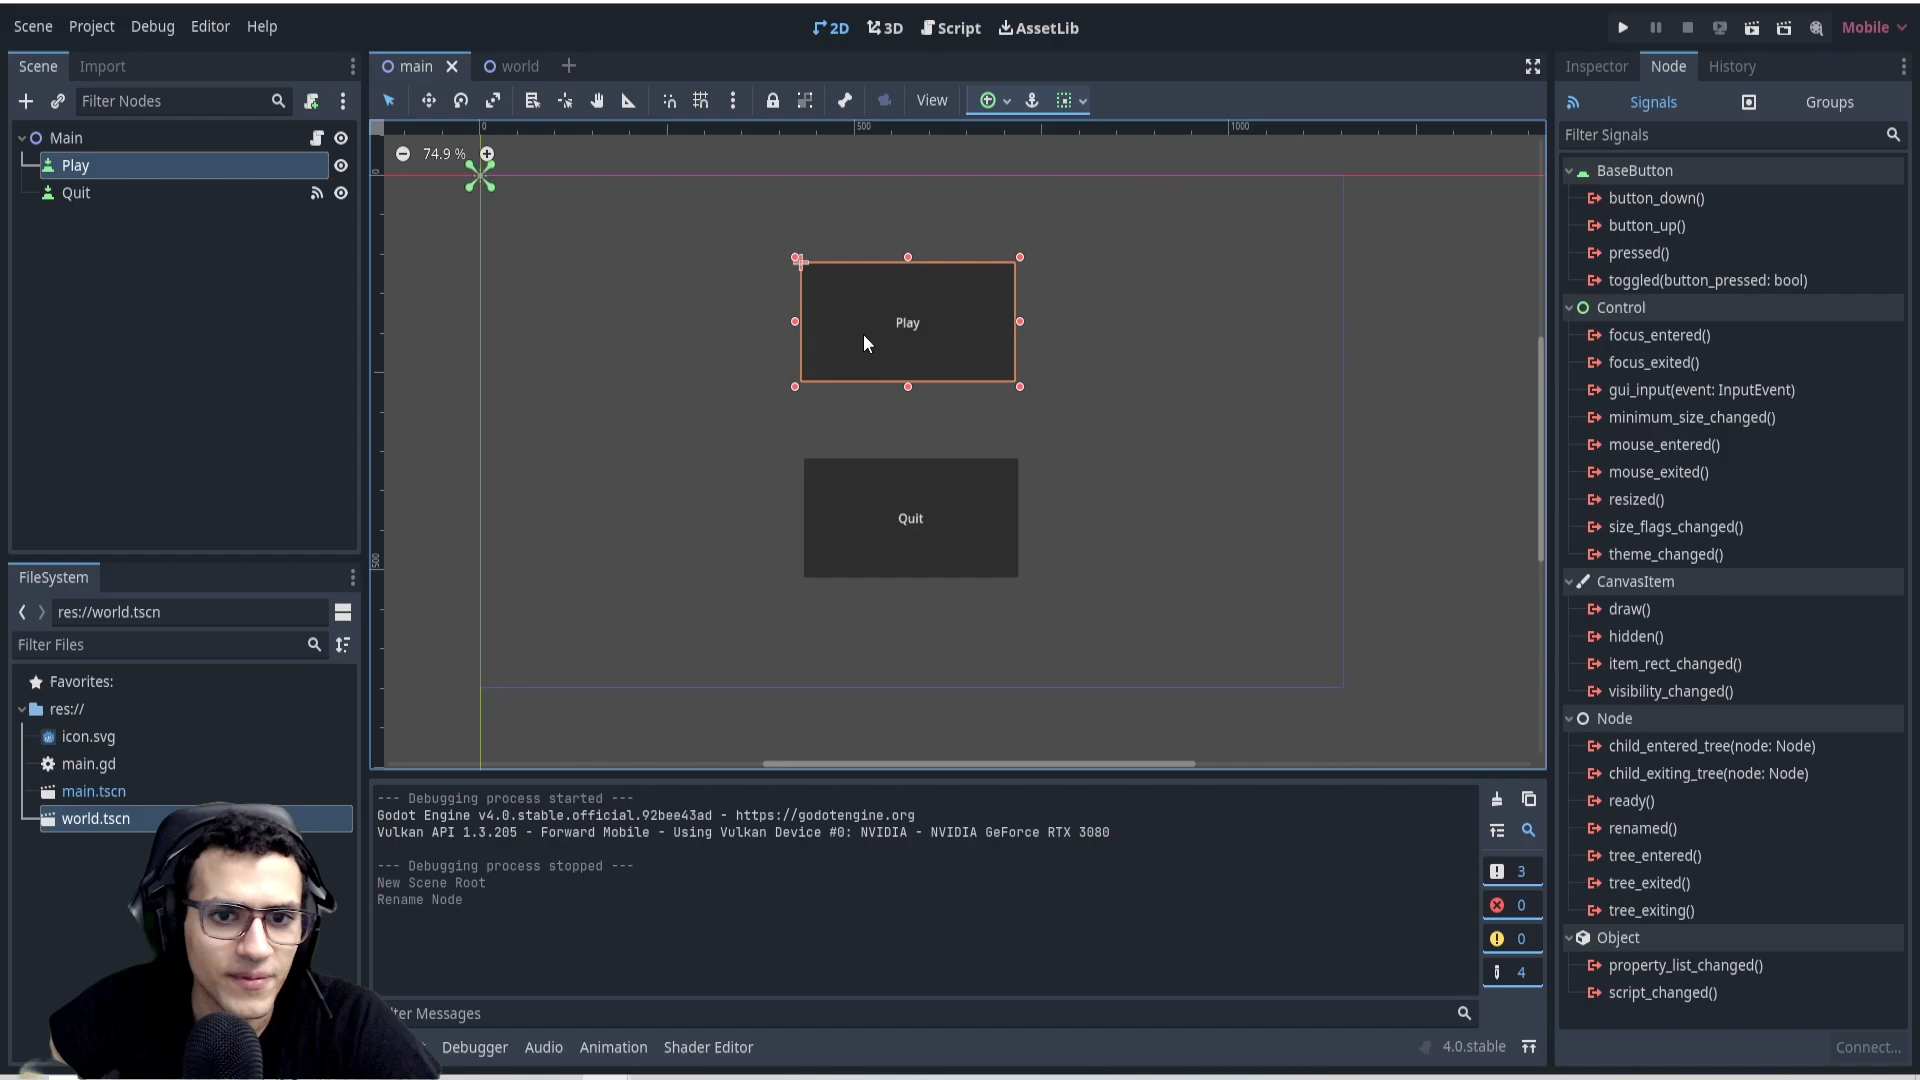 Scene Project Debug Editor Help
2D 3D Script AssetLib
Mobile
Scene Import
Filter Nodes
Main
Play
Quit
FileSystem
res://world.tscn
Filter Files
Favorites:
res://
icon.svg
main.gd
main.tscn
world.tscn
main world
View
0 500 1000
0
500
74.9 %
Play
Quit
--- Debugging process started ---
Godot Engine v4.0.stable.official.92bee43ad - https://godotengine.org
Vulkan API 1.3.205 - Forward Mobile - Using Vulkan Device #0: NVIDIA - NVIDIA GeForce RTX 3080
--- Debugging process stopped ---
New Scene Root
Rename Node
3
0
0
4
ter Messages
Debugger Audio Animation Shader Editor
4.0.stable
Inspector Node History
Signals Groups
Filter Signals
BaseButton
button_down()
button_up()
pressed()
toggled(button_pressed: bool)
Control
focus_entered()
focus_exited()
gui_input(event: InputEvent)
minimum_size_changed()
mouse_entered()
mouse_exited()
resized()
size_flags_changed()
theme_changed()
CanvasItem
draw()
hidden()
item_rect_changed()
visibility_changed()
Node
child_entered_tree(node: Node)
child_exiting_tree(node: Node)
ready()
renamed()
tree_entered()
tree_exited()
tree_exiting()
Object
property_list_changed()
script_changed()
Connect...